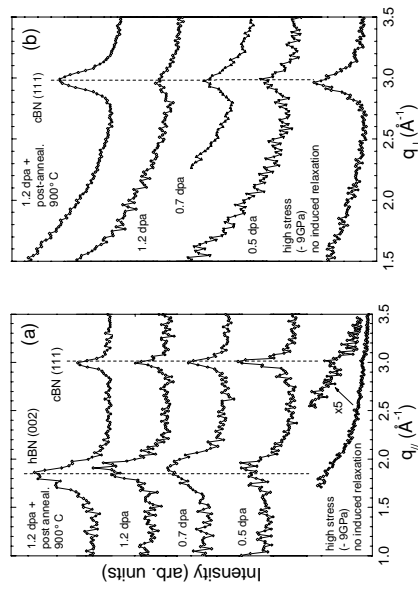 (a)
hBN (002)
cBN (111)
1.2 dpa +
post anneal.
900° C
1.2 dpa
0.7 dpa
0.5 dpa
high stress
(- 9GPa)
no induced relaxation
x5
Intensity (arb. units)
1.0 1.5 2.0 2.5 3.0 3.5
q// (Å⁻¹)
(b)
cBN (111)
1.2 dpa +
post-anneal.
900° C
1.2 dpa
0.7 dpa
0.5 dpa
high stress
(- 9GPa)
no induced relaxation
1.5 2.0 2.5 3.0 3.5
q⊥ (Å⁻¹)